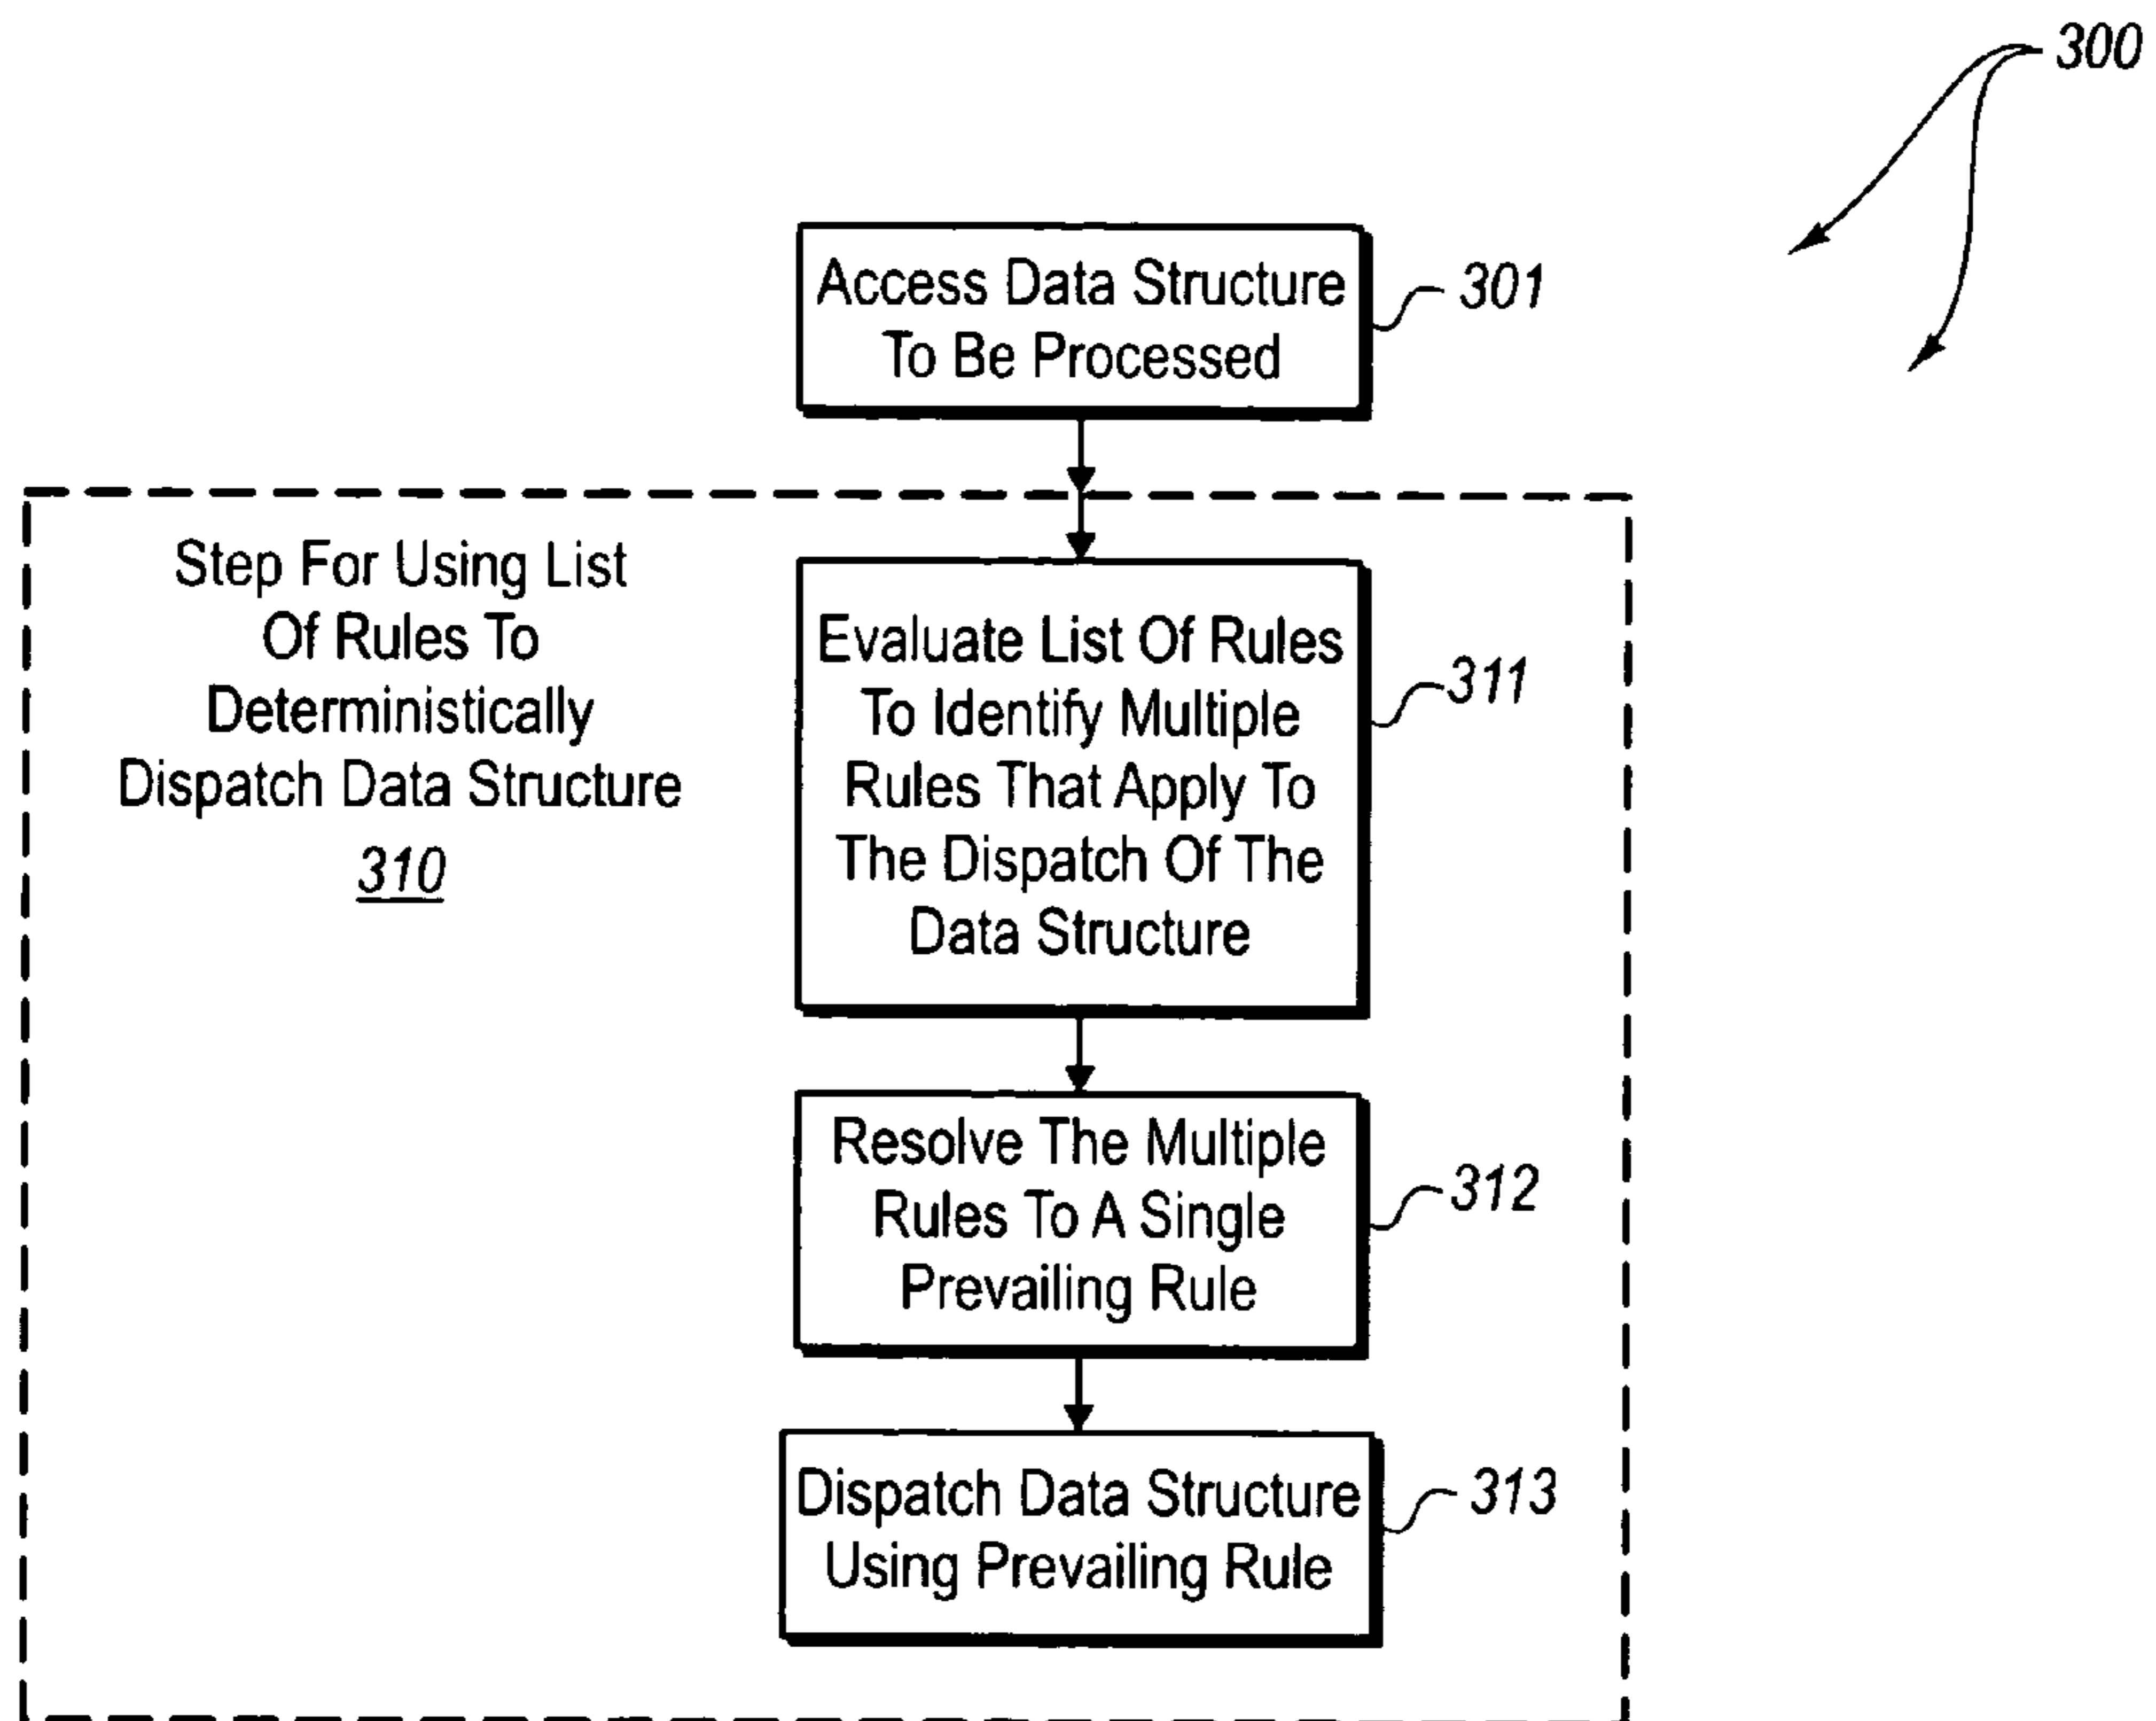 300
Access Data Structure
To Be Processed
301
Step For Using List
Of Rules To
Deterministically
Dispatch Data Structure
310
Evaluate List Of Rules
To Identify Multiple
Rules That Apply To
The Dispatch Of The
Data Structure
311
Resolve The Multiple
Rules To A Single
Prevailing Rule
312
Dispatch Data Structure
Using Prevailing Rule
313